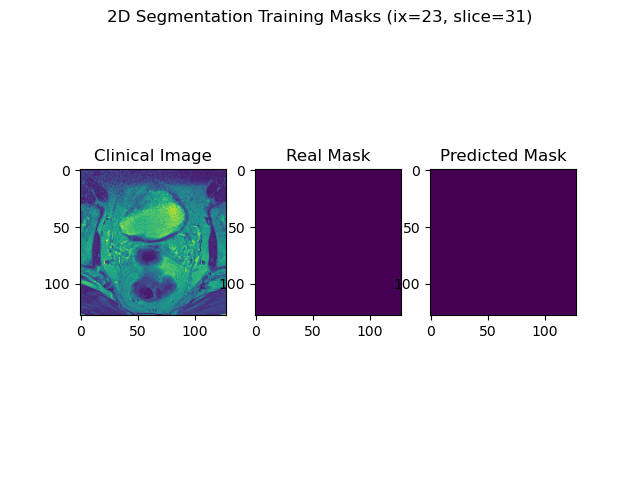 2D Segmentation Training Masks (ix=23, slice=31)
Clinical Image Real Mask Predicted Mask
0 0 0
50 50 50
100 100 100
0 50 100 0 50 100 0 50 100